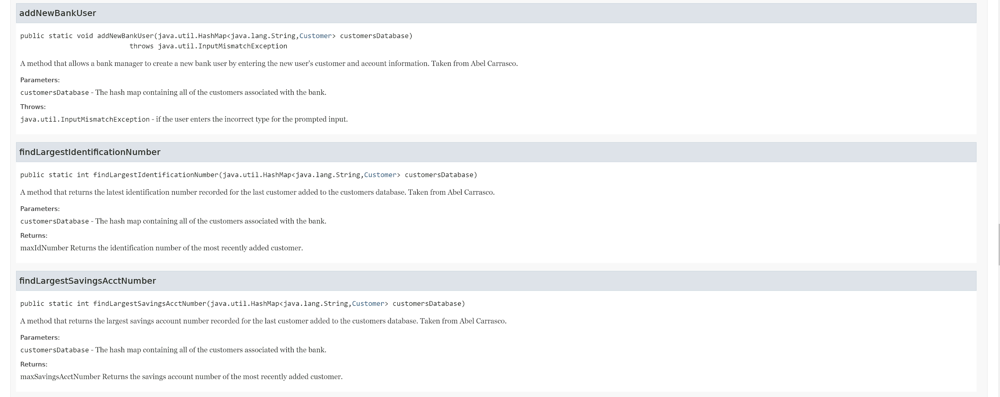 addNewBankUser
public static void addNewBankUser(java.util.HashMap<java.lang.String,Customer> customersDatabase)
throws java.util.InputMismatchException
A method that allows a bank manager to create a new bank user by entering the new user's customer and account information. Taken from Abel Carrasco.
Parameters:
customersDatabase - The hash map containing all of the customers associated with the bank.
Throws:
java.util.InputMismatchException - if the user enters the incorrect type for the prompted input.
findLargestIdentificationNumber
public static int findLargestIdentificationNumber(java.util.HashMap<java.lang.String,Customer> customersDatabase)
A method that returns the latest identification number recorded for the last customer added to the customers database. Taken from Abel Carrasco.
Parameters:
customersDatabase - The hash map containing all of the customers associated with the bank.
Returns:
maxIdNumber Returns the identification number of the most recently added customer.
findLargestSavingsAcctNumber
public static int findLargestSavingsAcctNumber(java.util.HashMap<java.lang.String,Customer> customersDatabase)
A method that returns the largest savings account number recorded for the last customer added to the customers database. Taken from Abel Carrasco.
Parameters:
customersDatabase - The hash map containing all of the customers associated with the bank.
Returns:
maxSavingsAcctNumber Returns the savings account number of the most recently added customer.